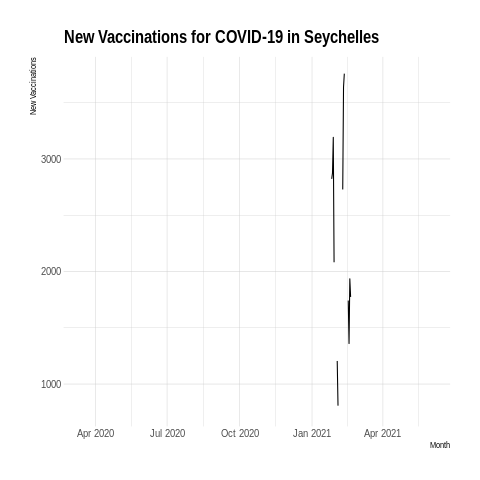 New Vaccinations for COVID-19 in Seychelles
New Vaccinations
3000
2000
1000
Apr 2020 Jul 2020 Oct 2020 Jan 2021 Apr 2021
Month